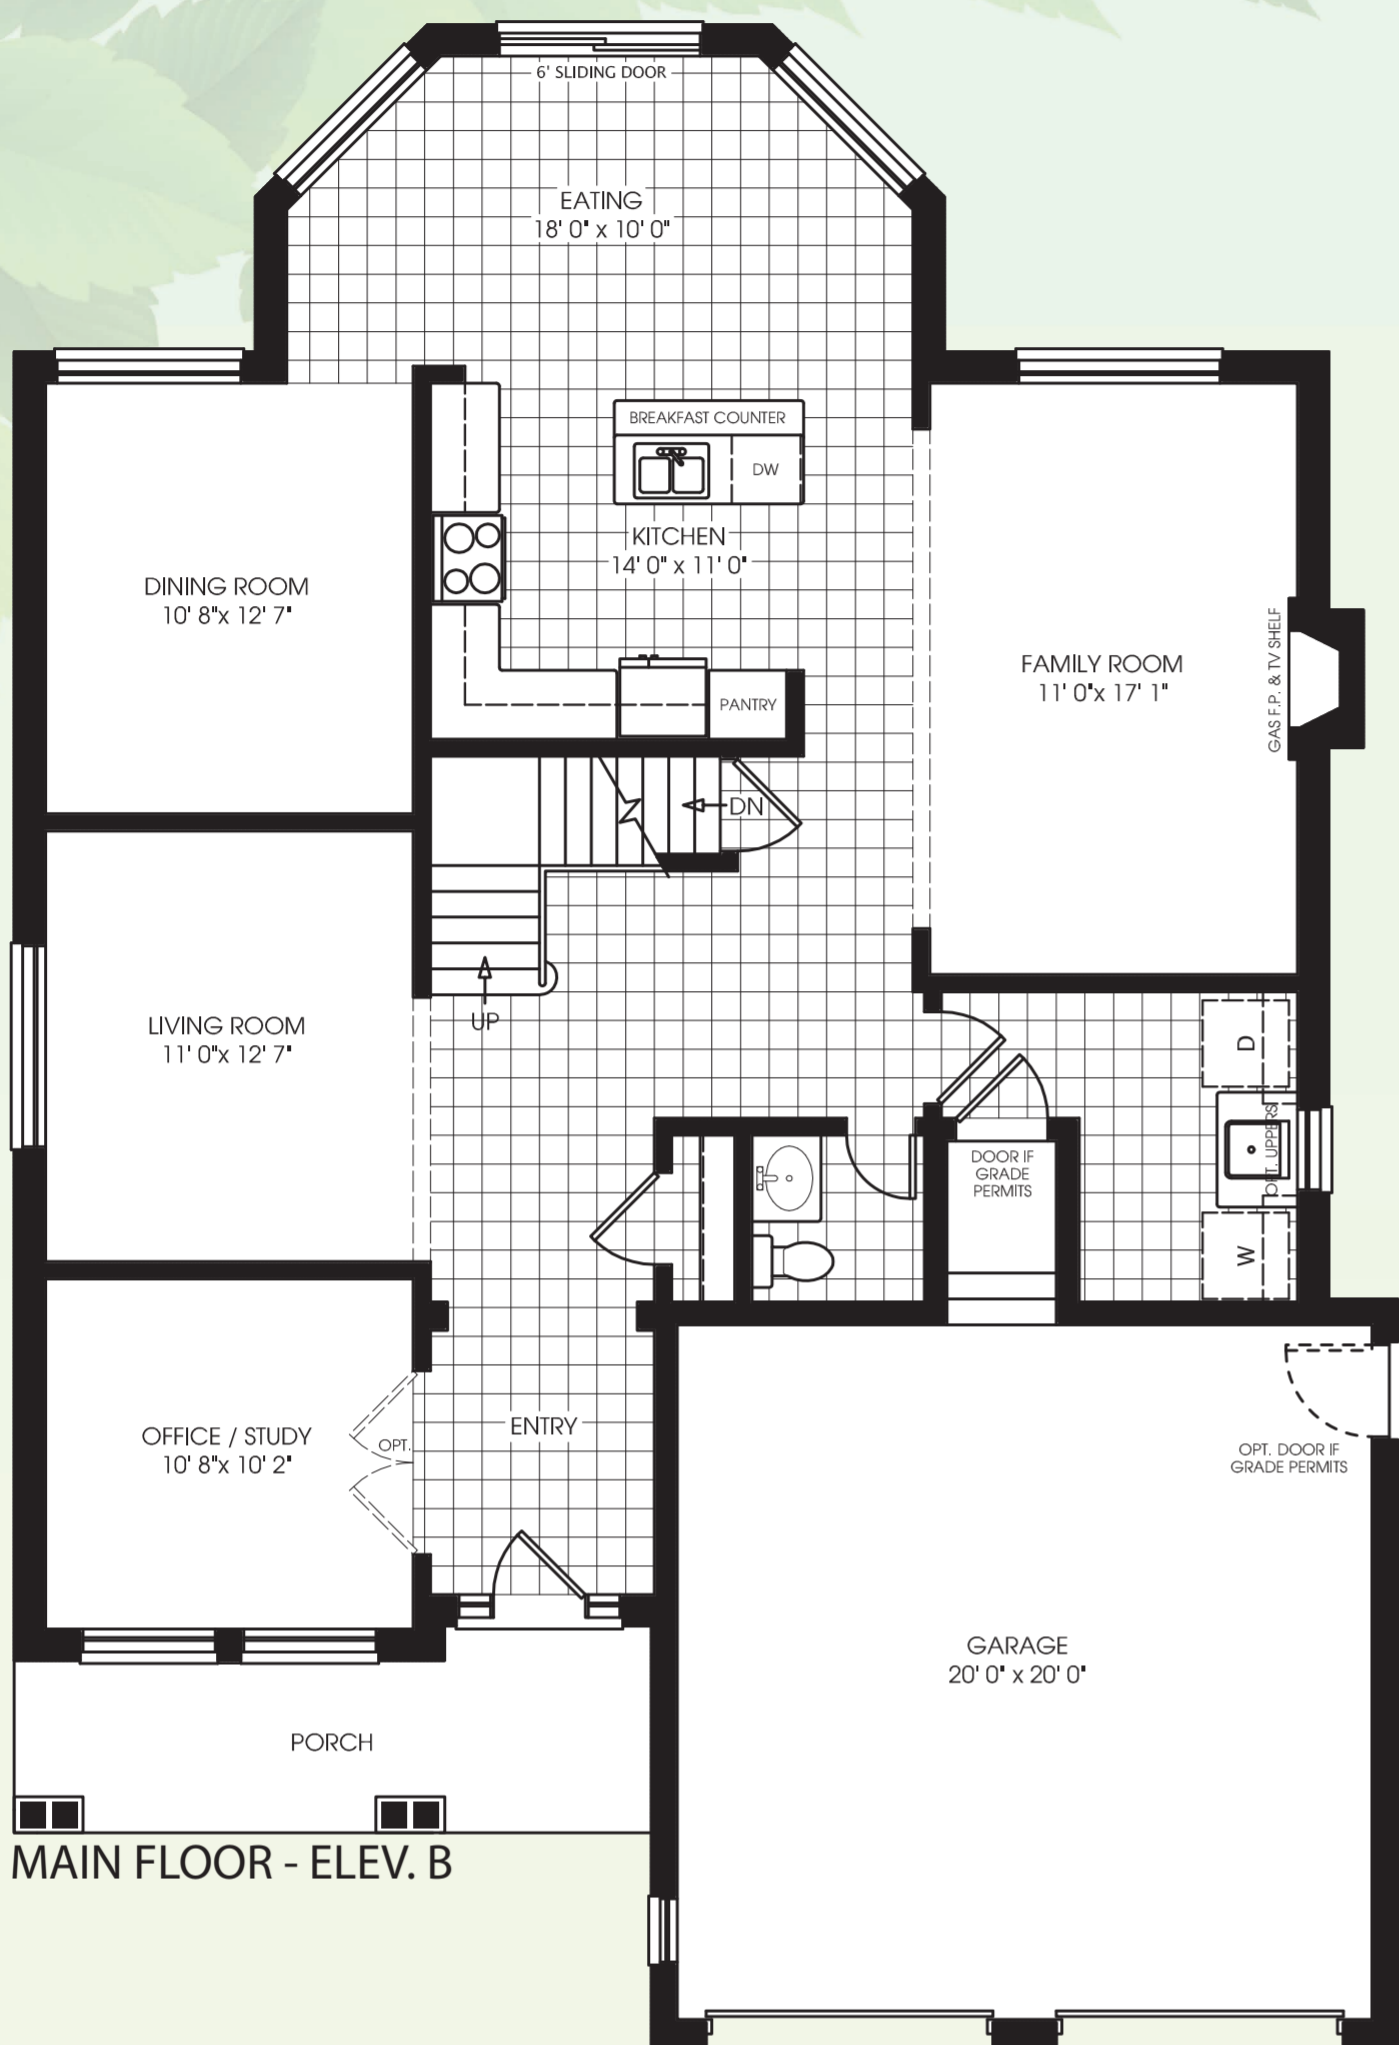 6' SLIDING DOOR
EATING
18' 0" x 10' 0"
BREAKFAST COUNTER
DW
KITCHEN
14' 0" x 11' 0"
DINING ROOM
10' 8"x 12' 7"
FAMILY ROOM
11' 0"x 17' 1"
GAS F.P. & TV SHELF
PANTRY
DN
UP
LIVING ROOM
11' 0"x 12' 7"
D
OPT. UPPERS
W
DOOR IF
GRADE
PERMITS
OFFICE / STUDY
10' 8"x 10' 2"
OPT.
ENTRY
OPT. DOOR IF
GRADE PERMITS
GARAGE
20' 0" x 20' 0"
PORCH
MAIN FLOOR - ELEV. B